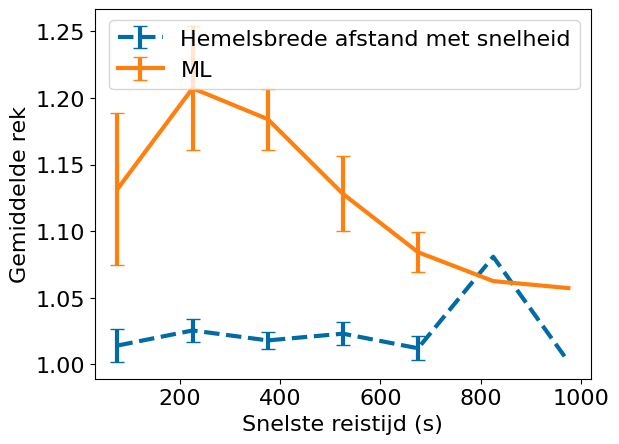 Hemelsbrede afstand met snelheid
ML
1.25
1.20
1.15
1.10
1.05
1.00
Gemiddelde rek
200
400
600
800
1000
Snelste reistijd (s)